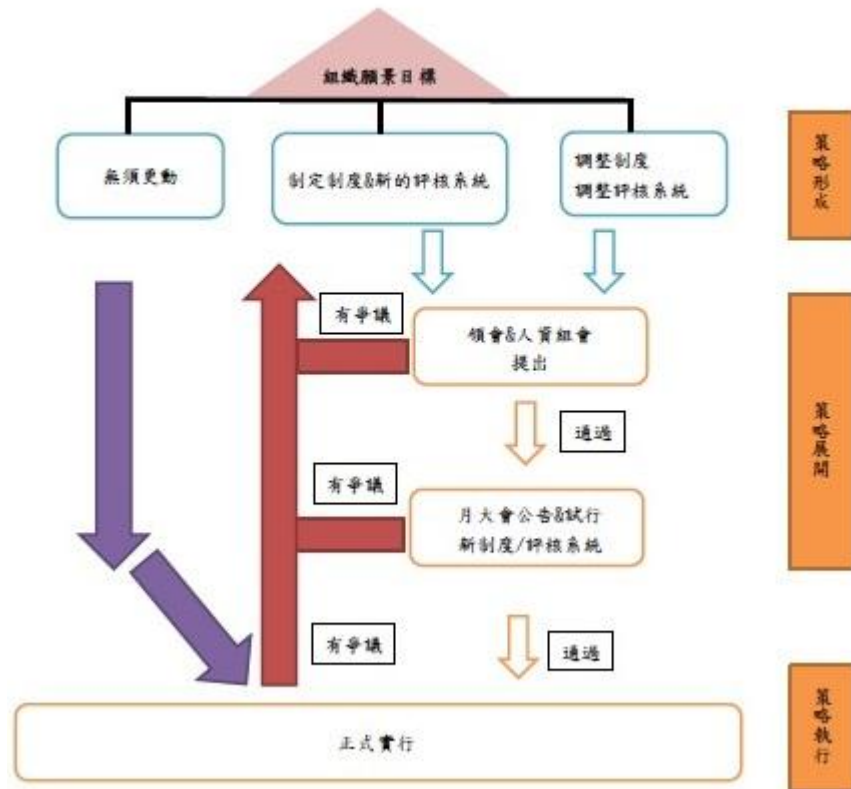 組織願景目標
無須更動
制定制度&新的評核系統
調整制度
調整評核系統
策略形成
有爭議
領會&人資組會
提出
通過
策略展開
有爭議
月大會公告&試行
新制度/評核系統
有爭議
通過
正式實行
策略執行